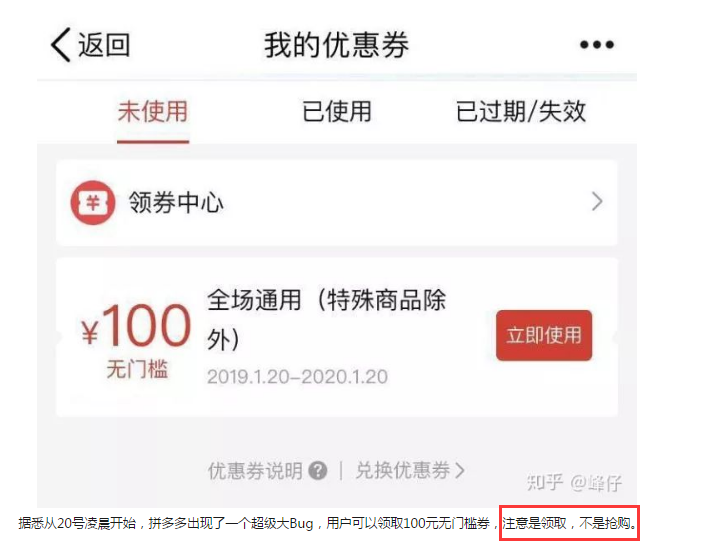 返回
我的优惠券
•••
未使用
已使用
已过期/失效
领券中心
¥100
无门槛
全场通用（特殊商品除
外）
2019.1.20-2020.1.20
立即使用
优惠券说明 ? | 兑换优惠券
知乎 @峰仔
据悉从20号凌晨开始，拼多多出现了一个超级大Bug，用户可以领取100元无门槛券，注意是领取，不是抢购。